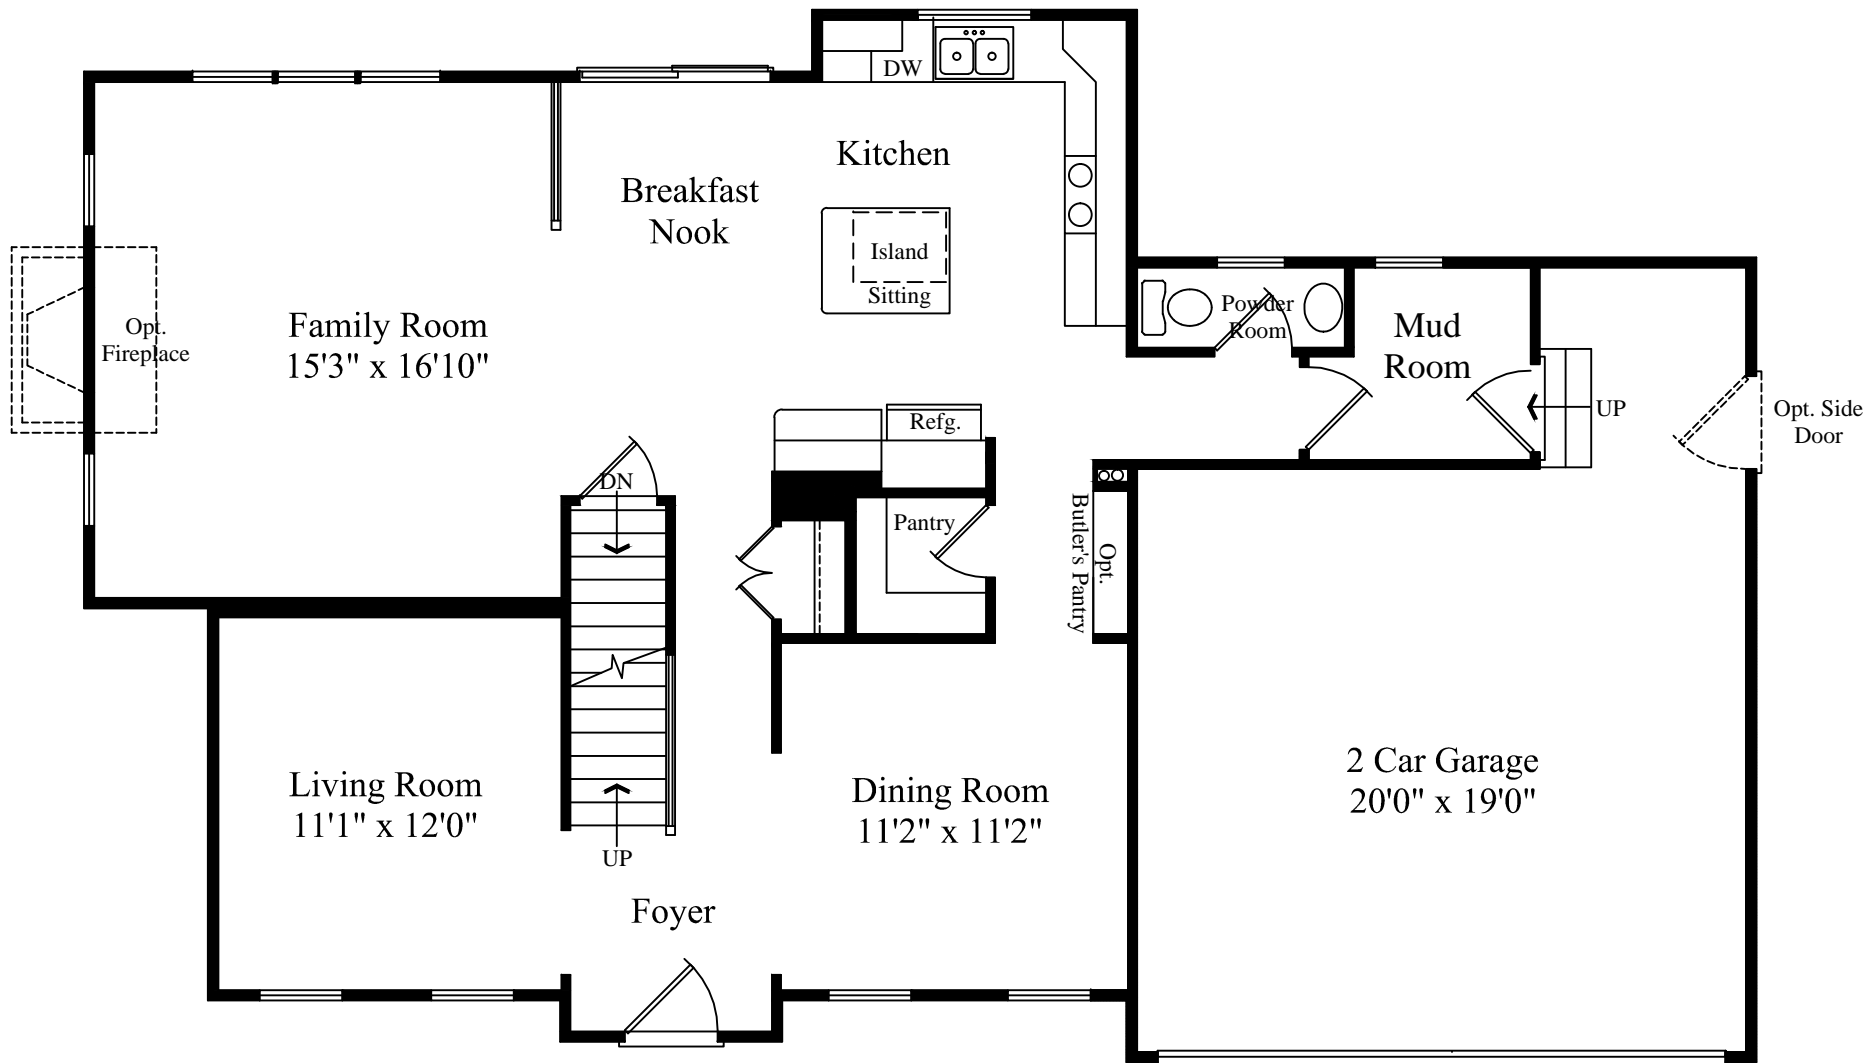 DW
Kitchen
Breakfast
Nook
Island
Sitting
Powder
Room
Opt.
Fireplace
Family Room
15'3" x 16'10"
Mud
Room
UP
Opt. Side
Door
Refg.
DN
Pantry
Opt.
Butler's Pantry
Living Room
11'1" x 12'0"
UP
Dining Room
11'2" x 11'2"
2 Car Garage
20'0" x 19'0"
Foyer